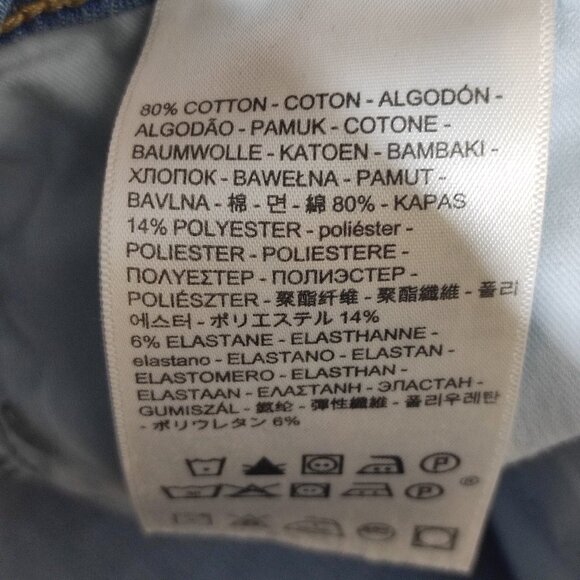 80% COTTON - COTON - ALGODÓN -
ALGODÃO - PAMUK - COTONE -
BAUMWOLLE - KATOEN - BAMBAKI -
ХЛОПОК - BAWEŁNA - PAMUT -
BAVLNA - 棉 - 면 - 綿 80% - KAPAS
14% POLYESTER - poliéster -
POLIESTER - POLIESTERE -
ΠΟΛΥΕΣΤΕΡ - ПОЛИЭСТЕР -
POLIÉSZTER - 聚酯纤维 - 聚酯纖維 - 폴리
에스터 - ポリエステル 14%
6% ELASTANE - ELASTHANNE -
elastano - ELASTANO - ELASTAN -
ELASTOMERO - ELASTHAN -
ELASTAAN - ΕΛΑΣΤΑΝΗ - ЭЛАСТАН -
GUMISZÁL - 氨纶 - 彈性纖維 - 폴리우레탄
- ポリウレタン 6%
P
P ®